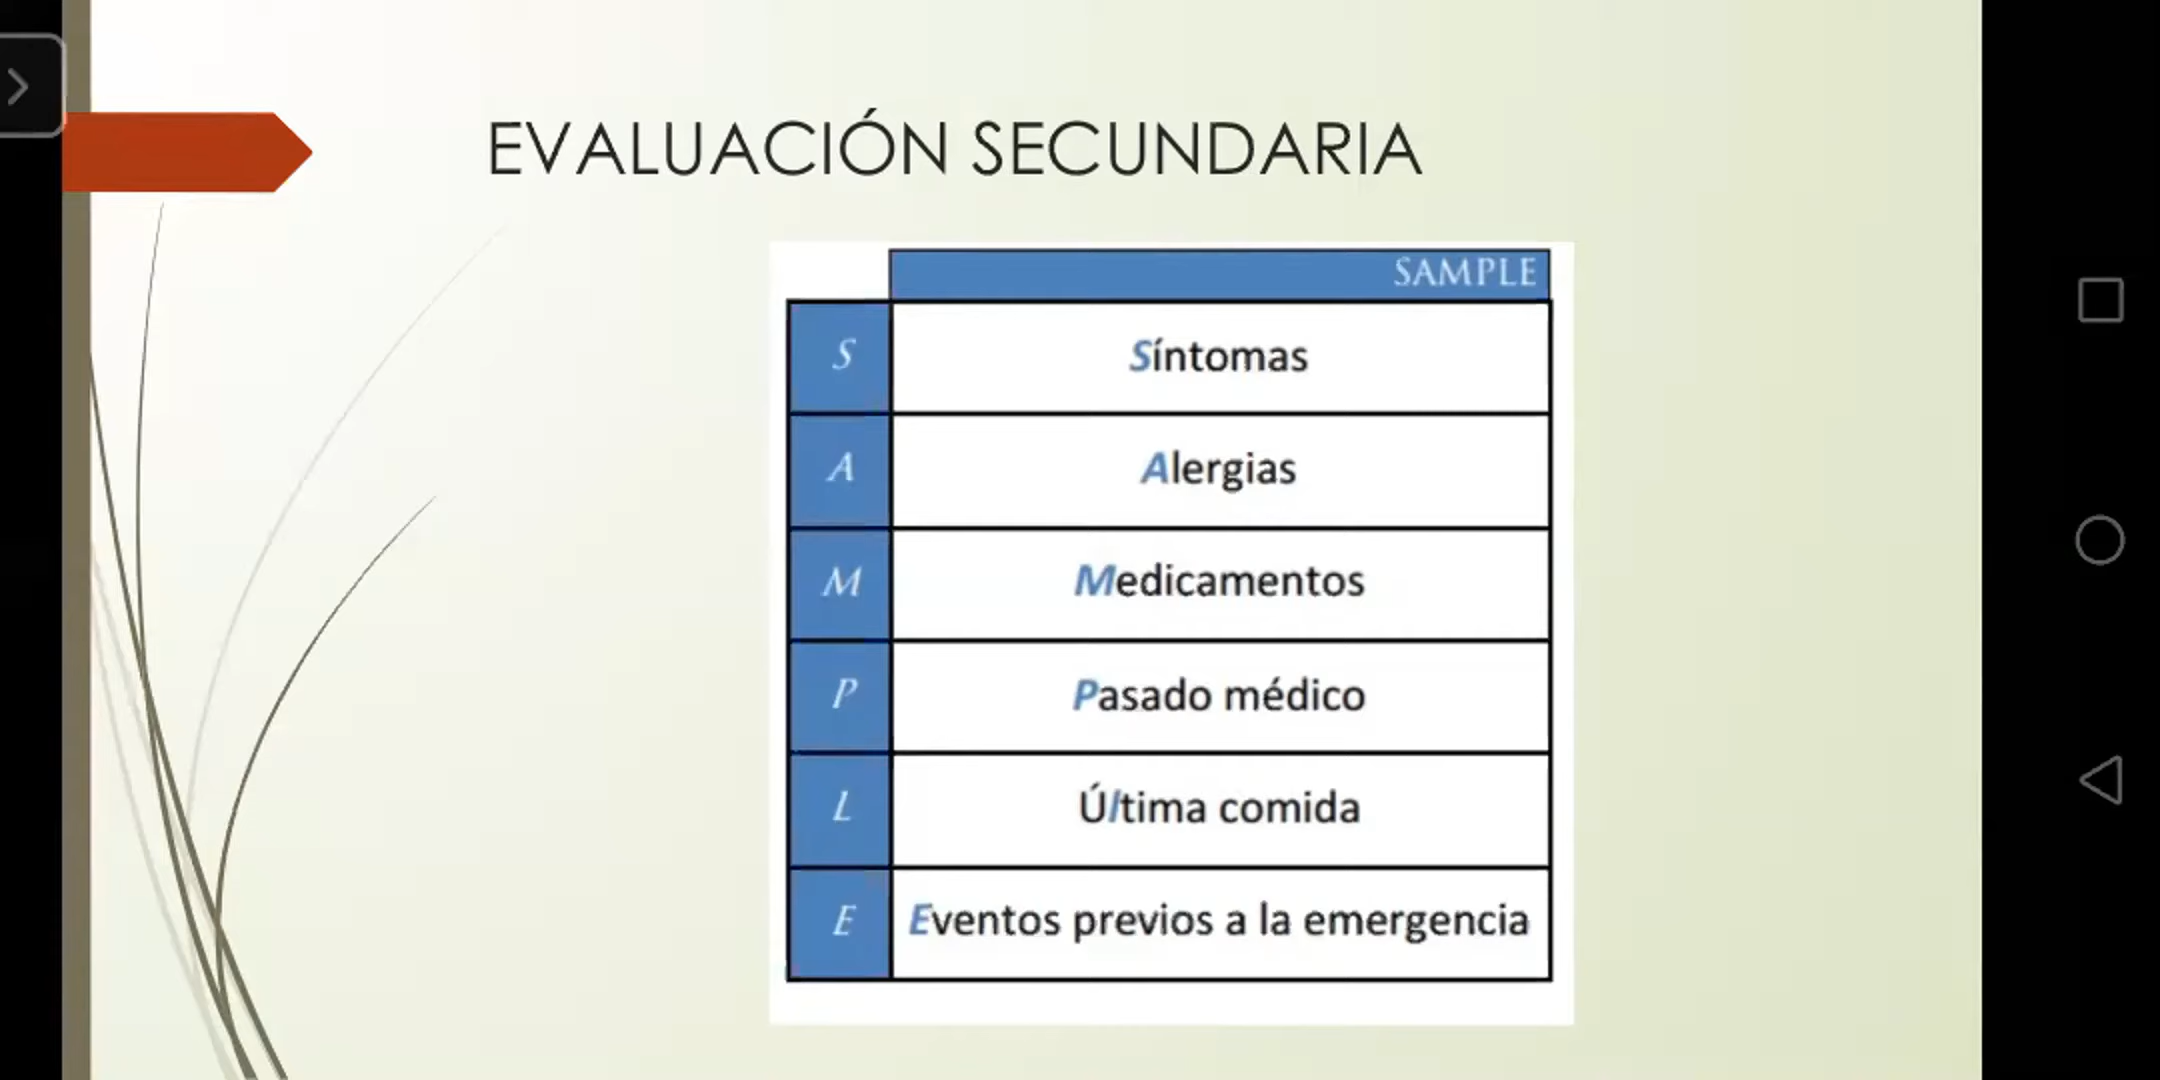 EVALUACIÓN SECUNDARIA
SAMPLE
S Síntomas
A Alergias
M Medicamentos
P Pasado médico
L Última comida
E Eventos previos a la emergencia